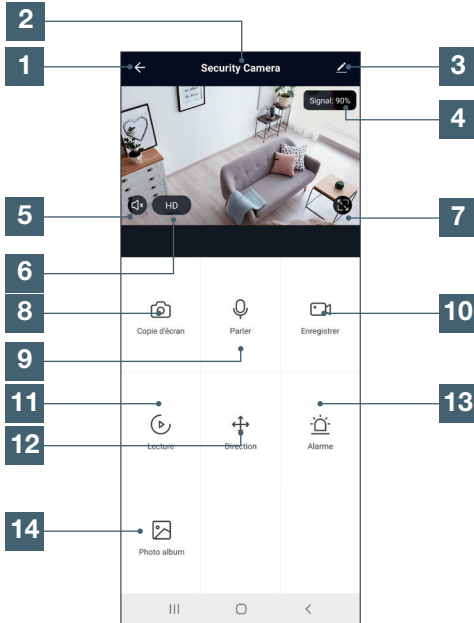 2
1
Security Camera
3
Signal: 90%
4
5
HD
7
6
8
Copie d'écran
Parler
Enregistrer
10
9
11
13
12
Lecture
Direction
Alarme
14
Photo album